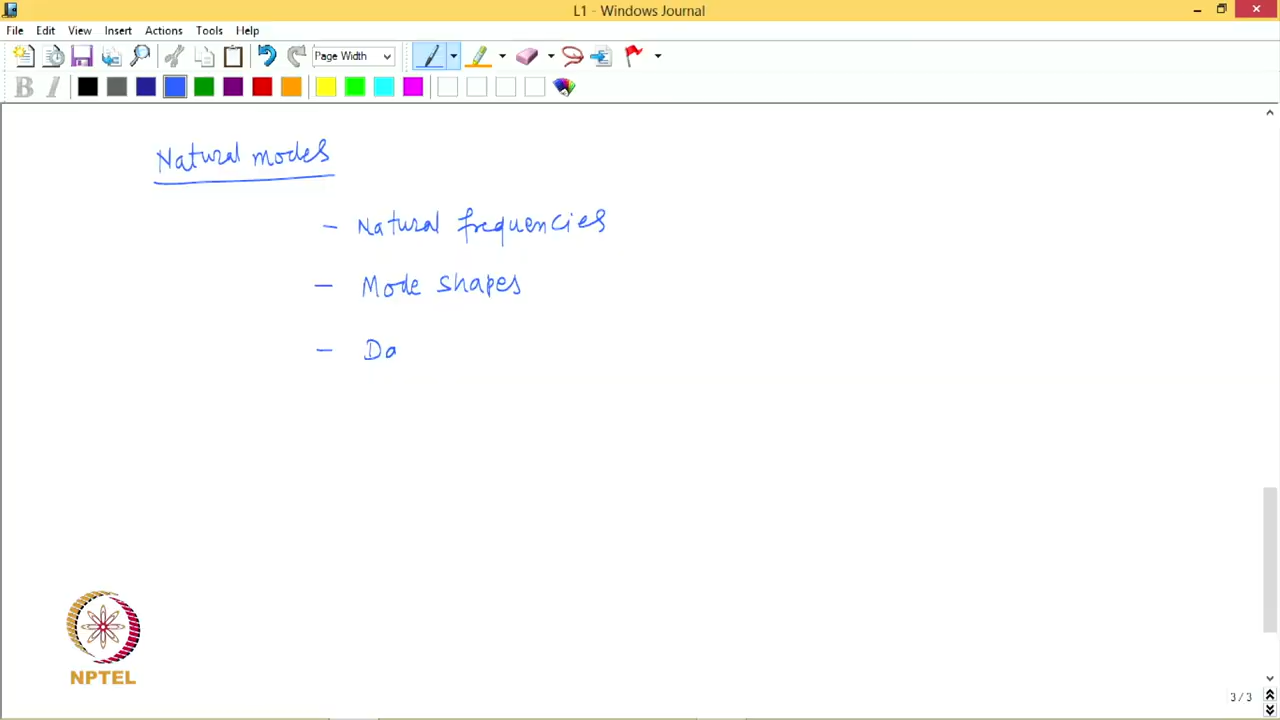 L1 - Windows Journal
File Edit View Insert Actions Tools Help
Page Width
B I
Natural modes
- Natural frequencies
- Mode shapes
- Da
NPTEL
3 / 3